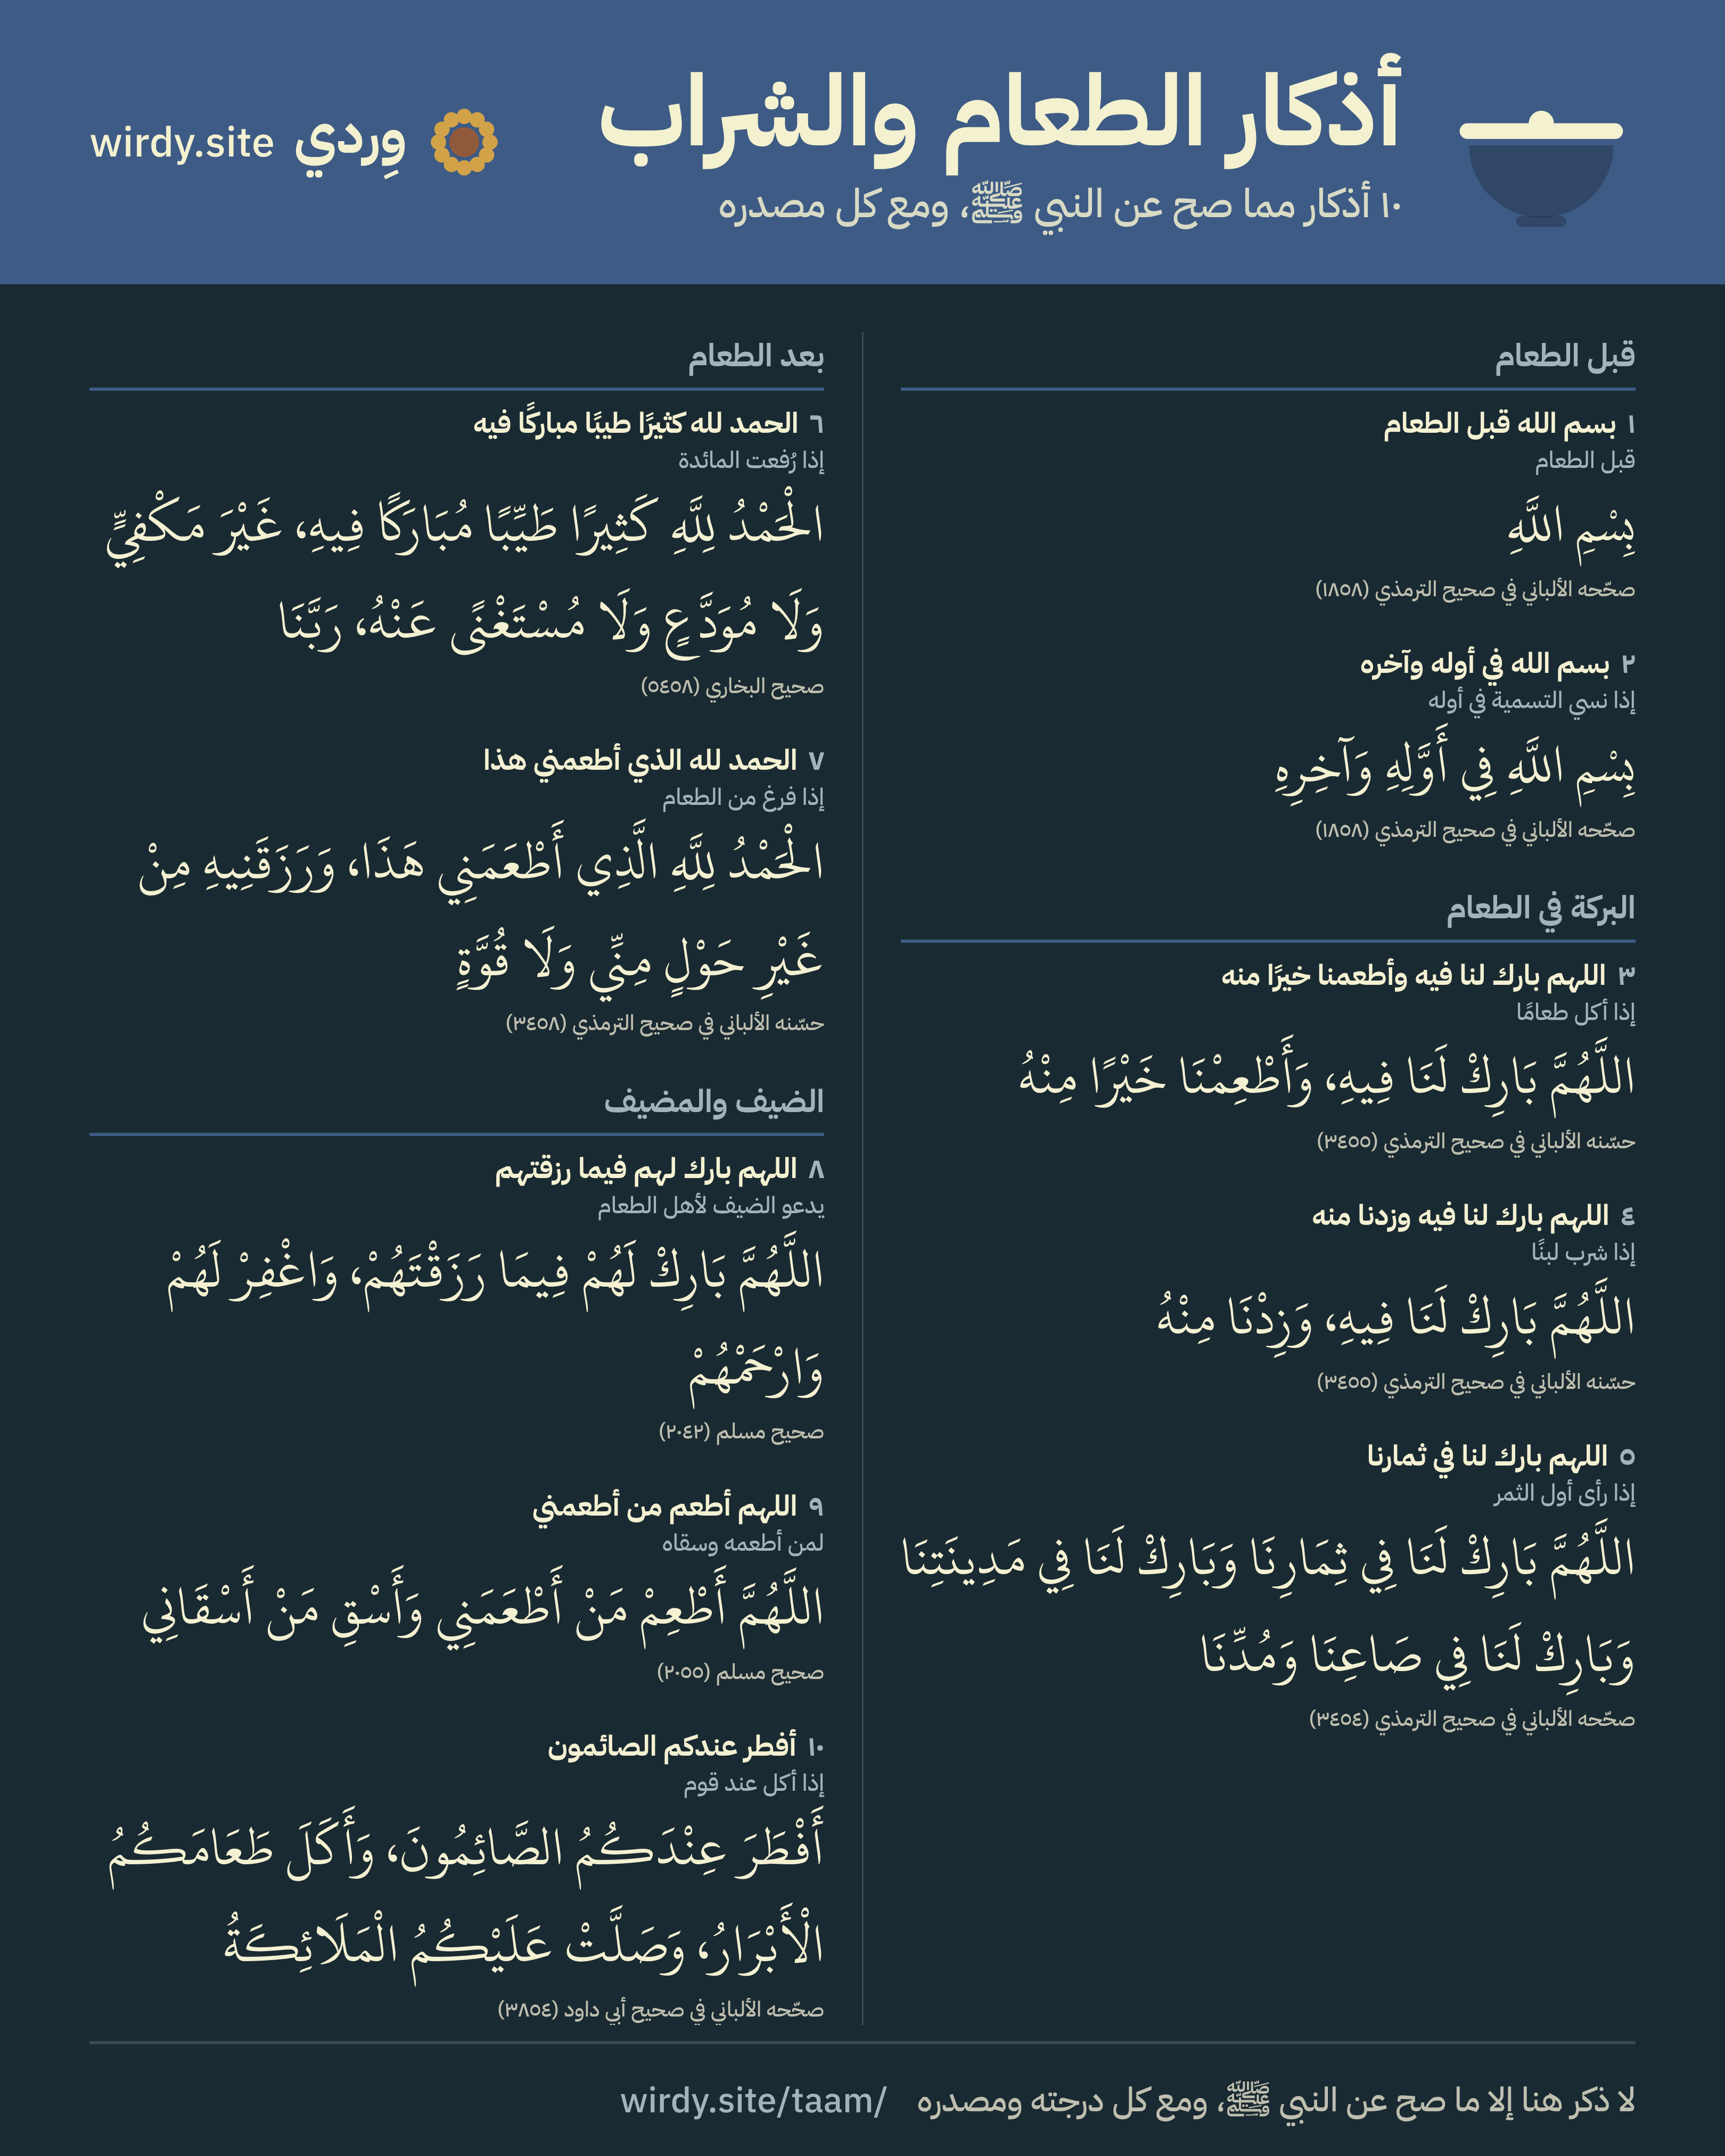 أذكار الطعام والشراب
١٠ أذكار مما صح عن النبي ﷺ، ومع كل مصدره
وِردي wirdy.site
قبل الطعام
١ بسم الله قبل الطعام
قبل الطعام
بِسْمِ اللَّهِ
صحّحه الألباني في صحيح الترمذي (١٨٥٨)
٢ بسم الله في أوله وآخره
إذا نسي التسمية في أوله
بِسْمِ اللَّهِ فِي أَوَّلِهِ وَآخِرِهِ
صحّحه الألباني في صحيح الترمذي (١٨٥٨)
البركة في الطعام
٣ اللهم بارك لنا فيه وأطعمنا خيرًا منه
إذا أكل طعامًا
اللَّهُمَّ بَارِكْ لَنَا فِيهِ، وَأَطْعِمْنَا خَيْرًا مِنْهُ
حسّنه الألباني في صحيح الترمذي (٣٤٥٥)
٤ اللهم بارك لنا فيه وزدنا منه
إذا شرب لبنًا
اللَّهُمَّ بَارِكْ لَنَا فِيهِ، وَزِدْنَا مِنْهُ
حسّنه الألباني في صحيح الترمذي (٣٤٥٥)
٥ اللهم بارك لنا في ثمارنا
إذا رأى أول الثمر
اللَّهُمَّ بَارِكْ لَنَا فِي ثِمَارِنَا وَبَارِكْ لَنَا فِي مَدِينَتِنَا
وَبَارِكْ لَنَا فِي صَاعِنَا وَمُدِّنَا
صحّحه الألباني في صحيح الترمذي (٣٤٥٤)
بعد الطعام
٦ الحمد لله كثيرًا طيبًا مباركًا فيه
إذا رُفعت المائدة
الْحَمْدُ لِلَّهِ كَثِيرًا طَيِّبًا مُبَارَكًا فِيهِ، غَيْرَ مَكْفِيٍّ
وَلَا مُوَدَّعٍ وَلَا مُسْتَغْنًى عَنْهُ، رَبَّنَا
صحيح البخاري (٥٤٥٨)
٧ الحمد لله الذي أطعمني هذا
إذا فرغ من الطعام
الْحَمْدُ لِلَّهِ الَّذِي أَطْعَمَنِي هَذَا، وَرَزَقَنِيهِ مِنْ
غَيْرِ حَوْلٍ مِنِّي وَلَا قُوَّةٍ
حسّنه الألباني في صحيح الترمذي (٣٤٥٨)
الضيف والمضيف
٨ اللهم بارك لهم فيما رزقتهم
يدعو الضيف لأهل الطعام
اللَّهُمَّ بَارِكْ لَهُمْ فِيمَا رَزَقْتَهُمْ، وَاغْفِرْ لَهُمْ
وَارْحَمْهُمْ
صحيح مسلم (٢٠٤٢)
٩ اللهم أطعم من أطعمني
لمن أطعمه وسقاه
اللَّهُمَّ أَطْعِمْ مَنْ أَطْعَمَنِي وَأَسْقِ مَنْ أَسْقَانِي
صحيح مسلم (٢٠٥٥)
١٠ أفطر عندكم الصائمون
إذا أكل عند قوم
أَفْطَرَ عِنْدَكُمُ الصَّائِمُونَ، وَأَكَلَ طَعَامَكُمُ
الْأَبْرَارُ، وَصَلَّتْ عَلَيْكُمُ الْمَلَائِكَةُ
صحّحه الألباني في صحيح أبي داود (٣٨٥٤)
لا ذكر هنا إلا ما صح عن النبي ﷺ، ومع كل درجته ومصدره wirdy.site/taam/